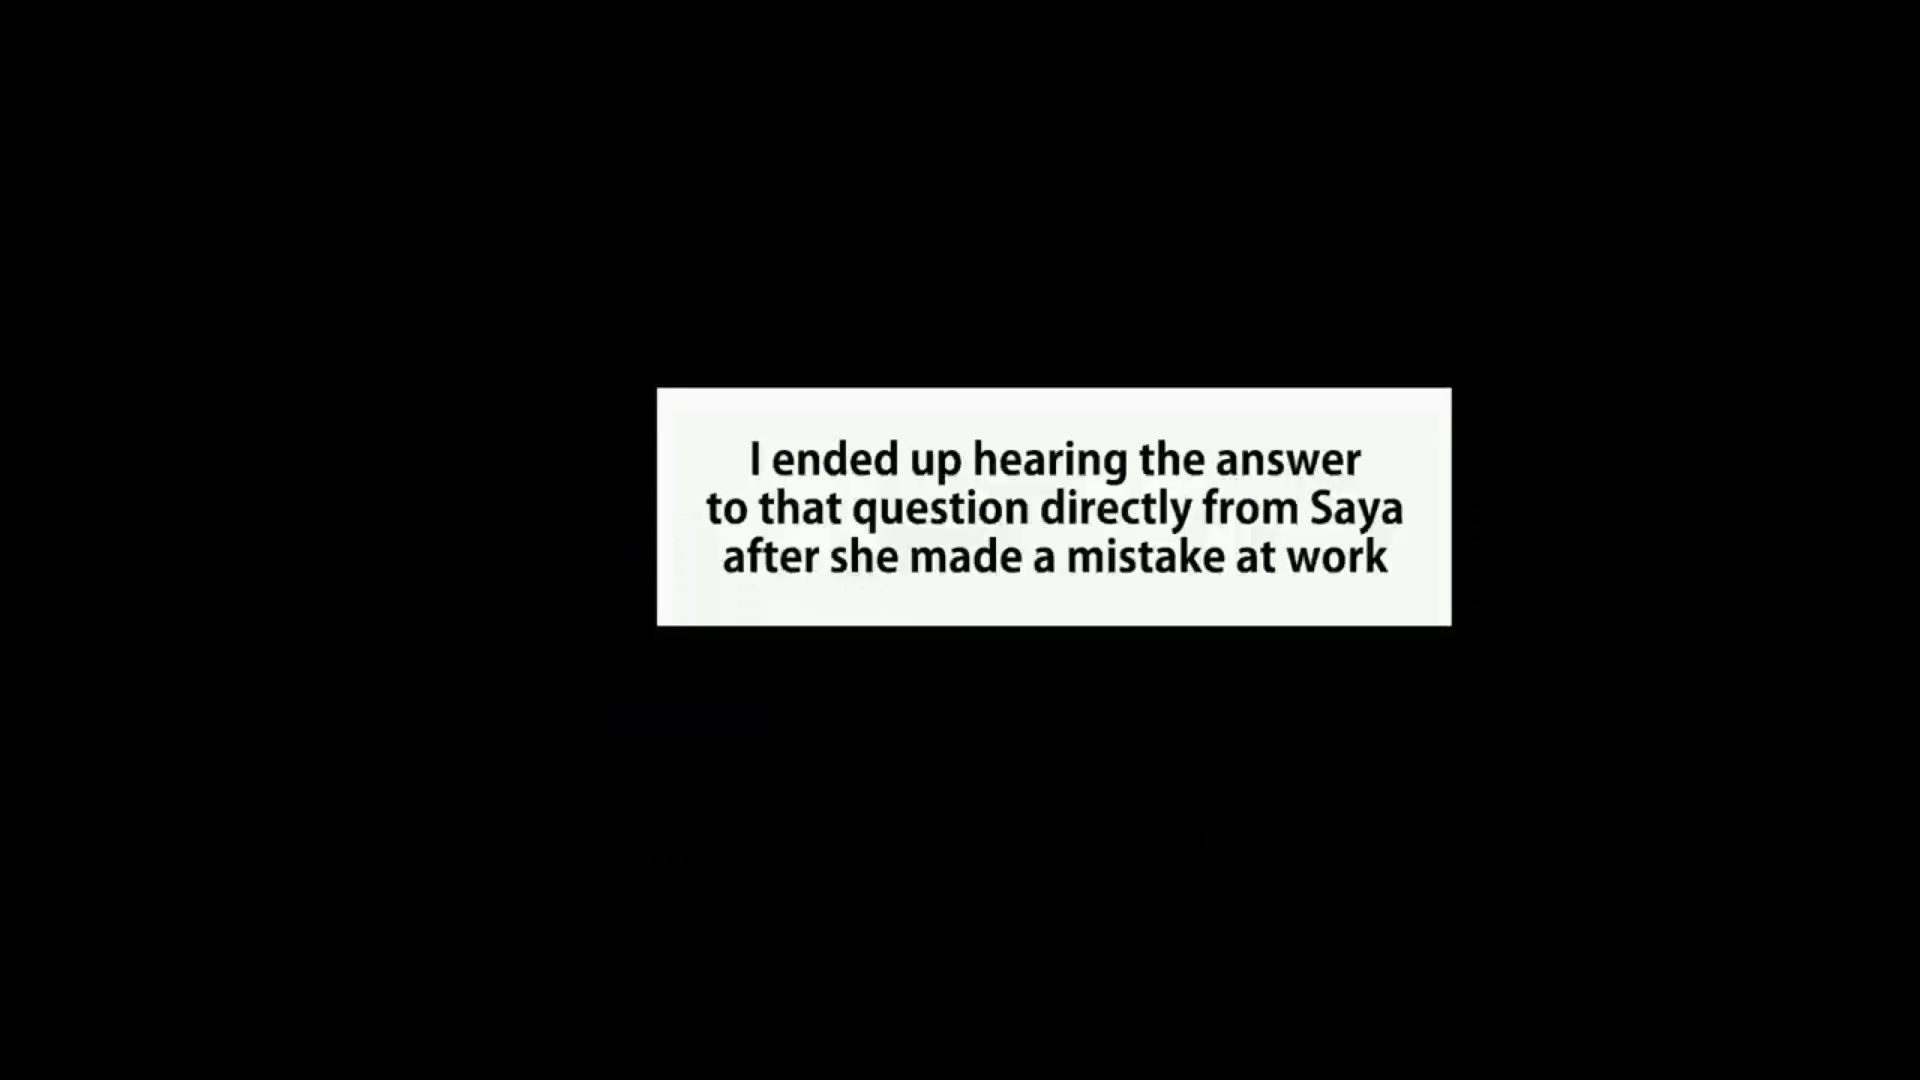 I ended up hearing the answer
to that question directly from Saya
after she made a mistake at work